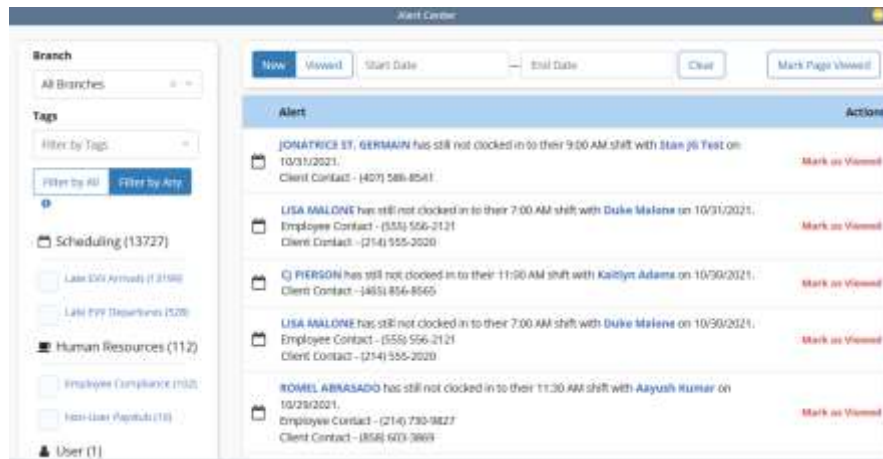 Alert Center
Branch
All Branches
Tags
Filter by Tags
Filter by All
Filter by Any
Scheduling (13727)
Late EVV Arrivals (13199)
Late EVV Departures (528)
Human Resources (112)
Employee Compliance (102)
Non-User Paystub (10)
User (1)
New
Viewed
Start Date
—
End Date
Clear
Mark Page Viewed
Alert
Actions
JONATRICE ST. GERMAIN has still not clocked in to their 9:00 AM shift with Stan JG Test on
10/31/2021.
Client Contact - (407) 586-8541
Mark as Viewed
LISA MALONE has still not clocked in to their 7:00 AM shift with Duke Malone on 10/31/2021.
Employee Contact - (555) 556-2121
Client Contact - (214) 555-2020
Mark as Viewed
CJ PIERSON has still not clocked in to their 11:00 AM shift with Kaitlyn Adams on 10/30/2021.
Client Contact - (465) 856-8565
Mark as Viewed
LISA MALONE has still not clocked in to their 7:00 AM shift with Duke Malone on 10/30/2021.
Employee Contact - (555) 556-2121
Client Contact - (214) 555-2020
Mark as Viewed
ROMEL ABRASADO has still not clocked in to their 11:30 AM shift with Aayush Kumar on
10/29/2021.
Employee Contact - (214) 730-9827
Client Contact - (858) 603-3869
Mark as Viewed